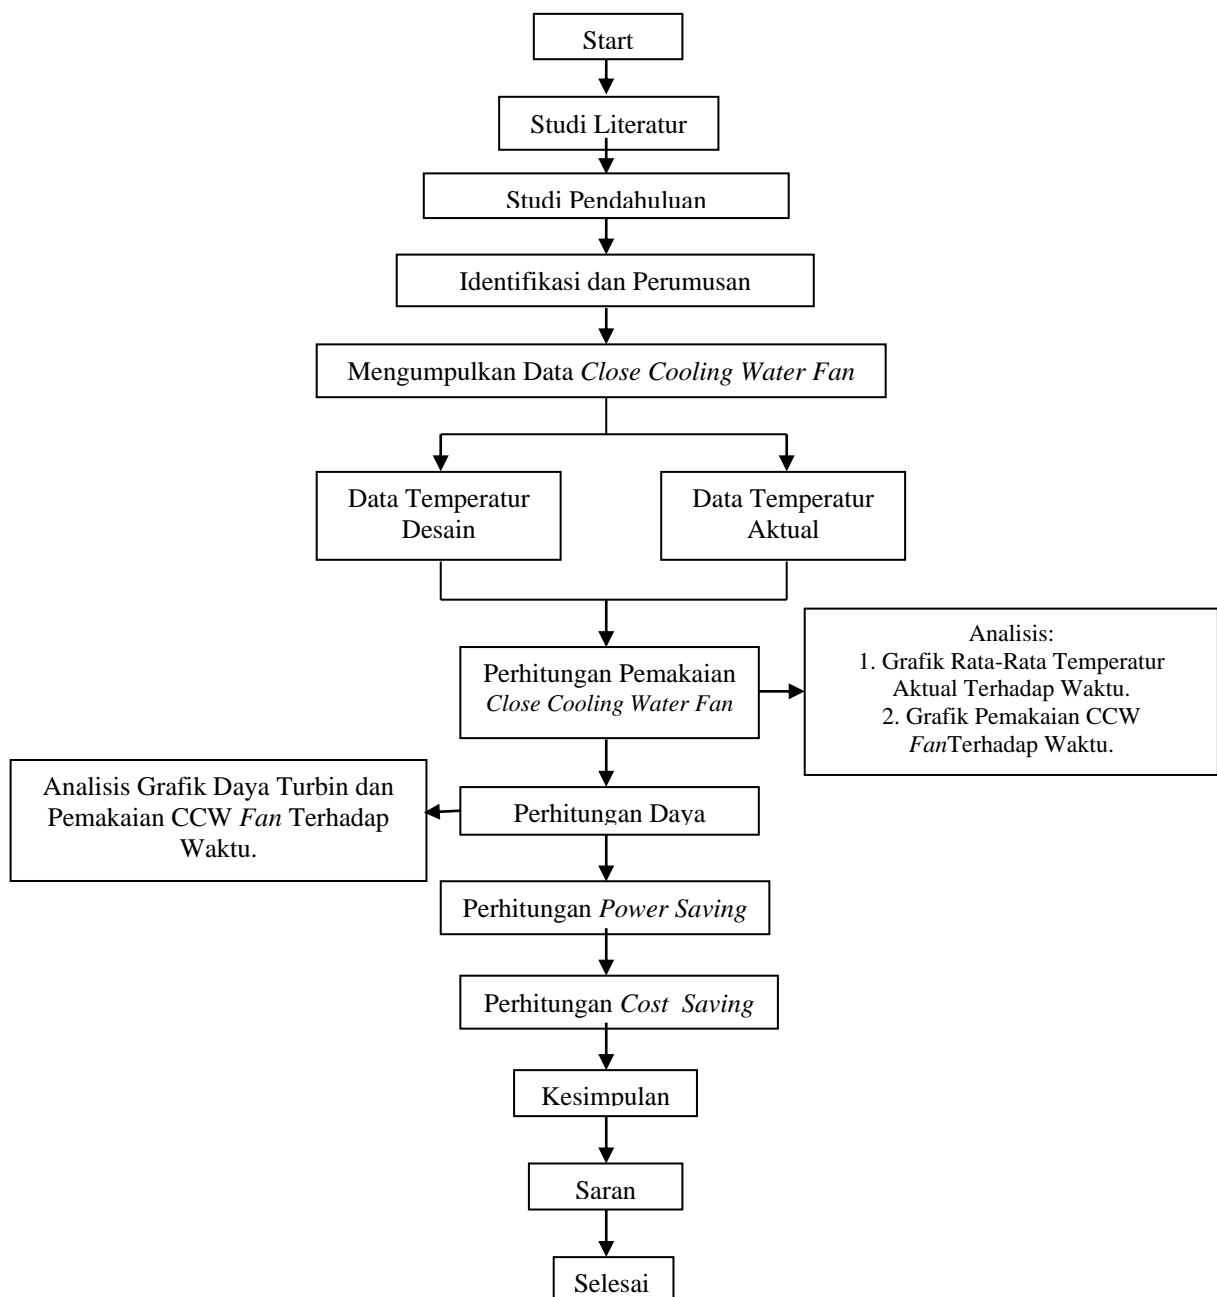 Start
Studi Literatur
Studi Pendahuluan
Identifikasi dan Perumusan
Mengumpulkan Data Close Cooling Water Fan
Data Temperatur
Desain
Data Temperatur
Aktual
Perhitungan Pemakaian
Close Cooling Water Fan
Analisis:
1. Grafik Rata-Rata Temperatur
Aktual Terhadap Waktu.
2. Grafik Pemakaian CCW
FanTerhadap Waktu.
Analisis Grafik Daya Turbin dan
Pemakaian CCW Fan Terhadap
Waktu.
Perhitungan Daya
Perhitungan Power Saving
Perhitungan Cost Saving
Kesimpulan
Saran
Selesai